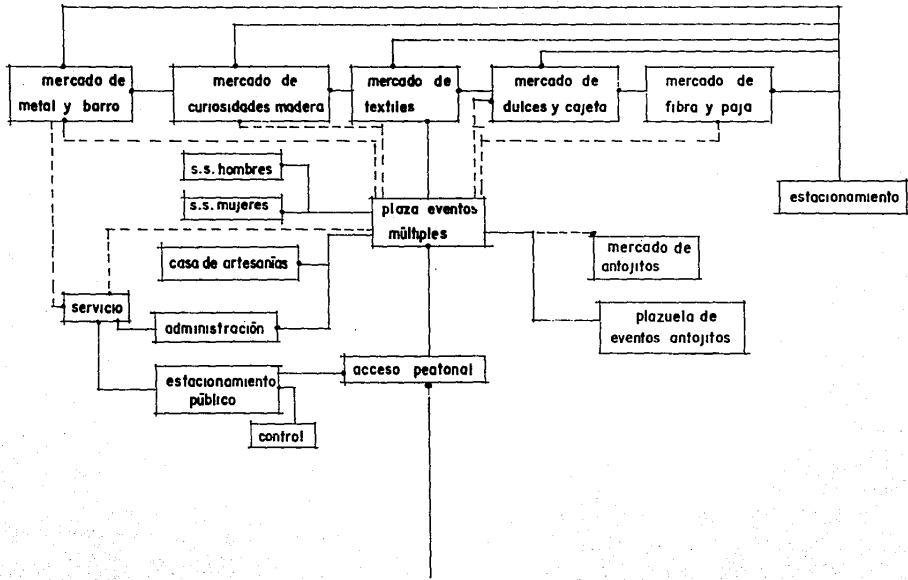 mercado de
metal y barro
mercado de
curiosidades madera
mercado de
textiles
mercado de
dulces y cajeta
mercado de
fibra y paja
s.s. hombres
s.s. mujeres
plaza eventos
múltiples
estacionamiento
casa de artesanías
mercado de
antojitos
servicio
administración
plazuela de
eventos antojitos
estacionamiento
público
acceso peatonal
control